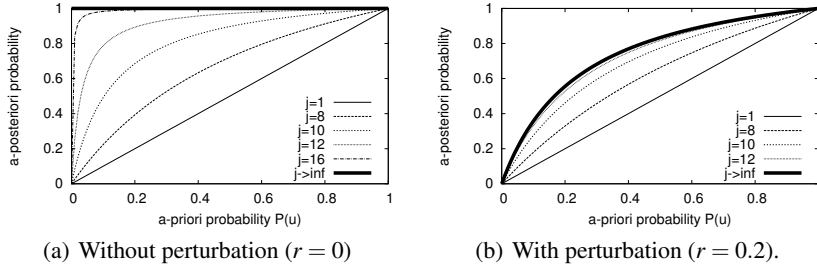 1
0.8
0.6
0.4
0.2
0
a-posteriori probability
0 0.2 0.4 0.6 0.8 1
a-priori probability P(u)
j=1
j=8
j=10
j=12
j=16
j->inf
(a) Without perturbation (r = 0)
1
0.8
0.6
0.4
0.2
0
a-posteriori probability
0 0.2 0.4 0.6 0.8
a-priori probability P(u)
j=1
j=8
j=10
j=12
j->inf
(b) With perturbation (r = 0.2).